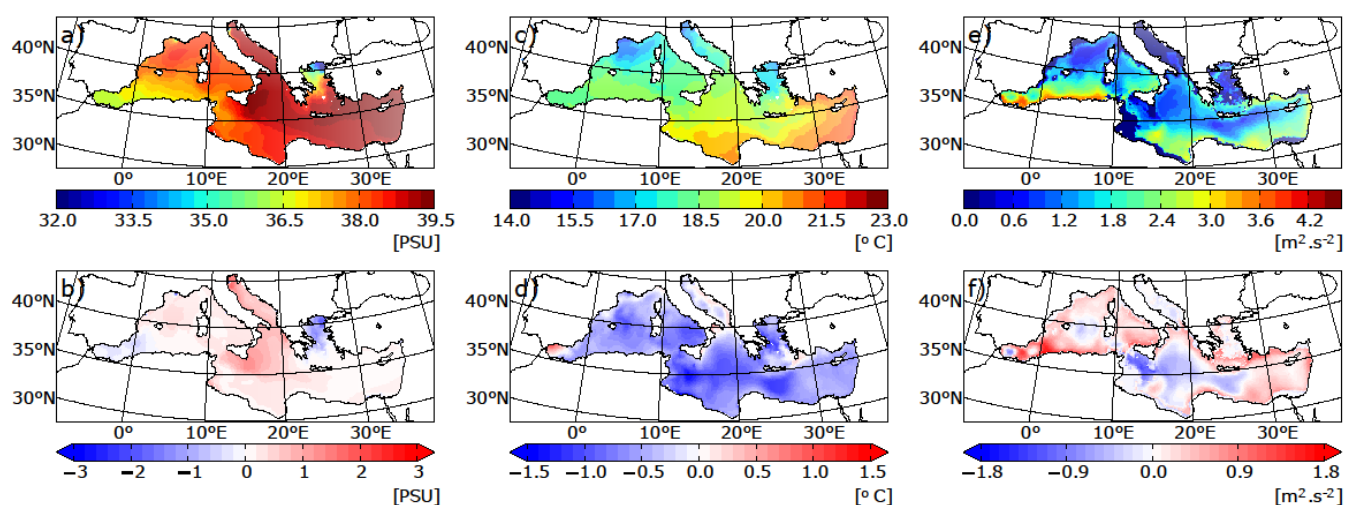 a)
40ºN
35ºN
30ºN
0º 10ºE 20ºE 30ºE
32.0 33.5 35.0 36.5 38.0 39.5
[PSU]
c)
40ºN
35ºN
30ºN
0º 10ºE 20ºE 30ºE
14.0 15.5 17.0 18.5 20.0 21.5 23.0
[º C]
e)
40ºN
35ºN
30ºN
0º 10ºE 20ºE 30ºE
0.0 0.6 1.2 1.8 2.4 3.0 3.6 4.2
[m².s⁻²]
b)
40ºN
35ºN
30ºN
0º 10ºE 20ºE 30ºE
−3 −2 −1 0 1 2 3
[PSU]
d)
40ºN
35ºN
30ºN
0º 10ºE 20ºE 30ºE
−1.5 −1.0 −0.5 0.0 0.5 1.0 1.5
[º C]
f)
40ºN
35ºN
30ºN
0º 10ºE 20ºE 30ºE
−1.8 −0.9 0.0 0.9 1.8
[m².s⁻²]